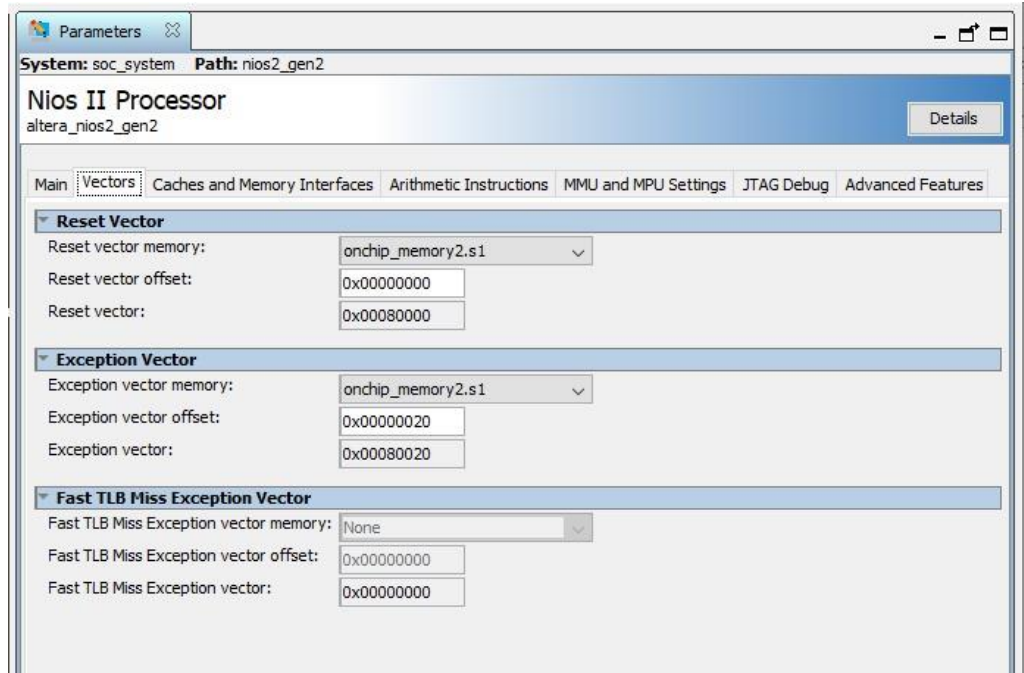 Parameters
System: soc_system Path: nios2_gen2
Nios II Processor
altera_nios2_gen2
Details
Main Vectors Caches and Memory Interfaces Arithmetic Instructions MMU and MPU Settings JTAG Debug Advanced Features
Reset Vector
Reset vector memory: onchip_memory2.s1
Reset vector offset: 0x00000000
Reset vector: 0x00080000
Exception Vector
Exception vector memory: onchip_memory2.s1
Exception vector offset: 0x00000020
Exception vector: 0x00080020
Fast TLB Miss Exception Vector
Fast TLB Miss Exception vector memory: None
Fast TLB Miss Exception vector offset: 0x00000000
Fast TLB Miss Exception vector: 0x00000000